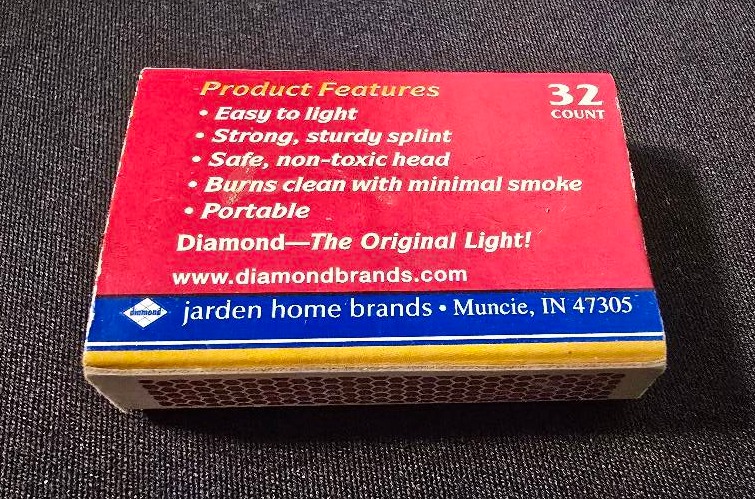 Product Features
32
COUNT
• Easy to light
• Strong, sturdy splint
• Safe, non-toxic head
• Burns clean with minimal smoke
• Portable
Diamond—The Original Light!
www.diamondbrands.com
diamond
jarden home brands • Muncie, IN 47305